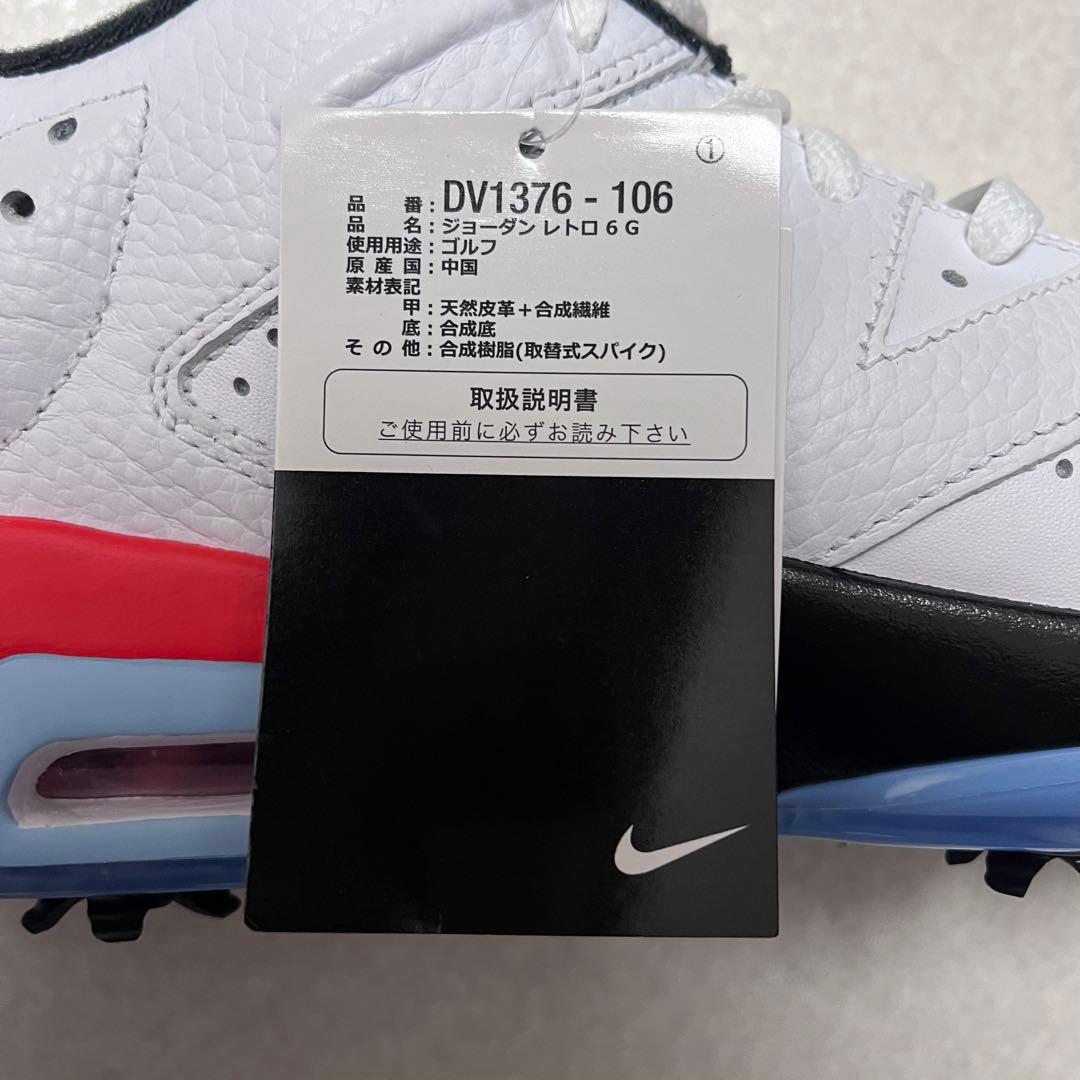 ①
品番：DV1376 - 106
品名：ジョーダン レトロ 6 G
使用用途：ゴルフ
原産国：中国
素材表記
甲：天然皮革＋合成繊維
底：合成底
その他：合成樹脂(取替式スパイク)
取扱説明書
ご使用前に必ずお読み下さい